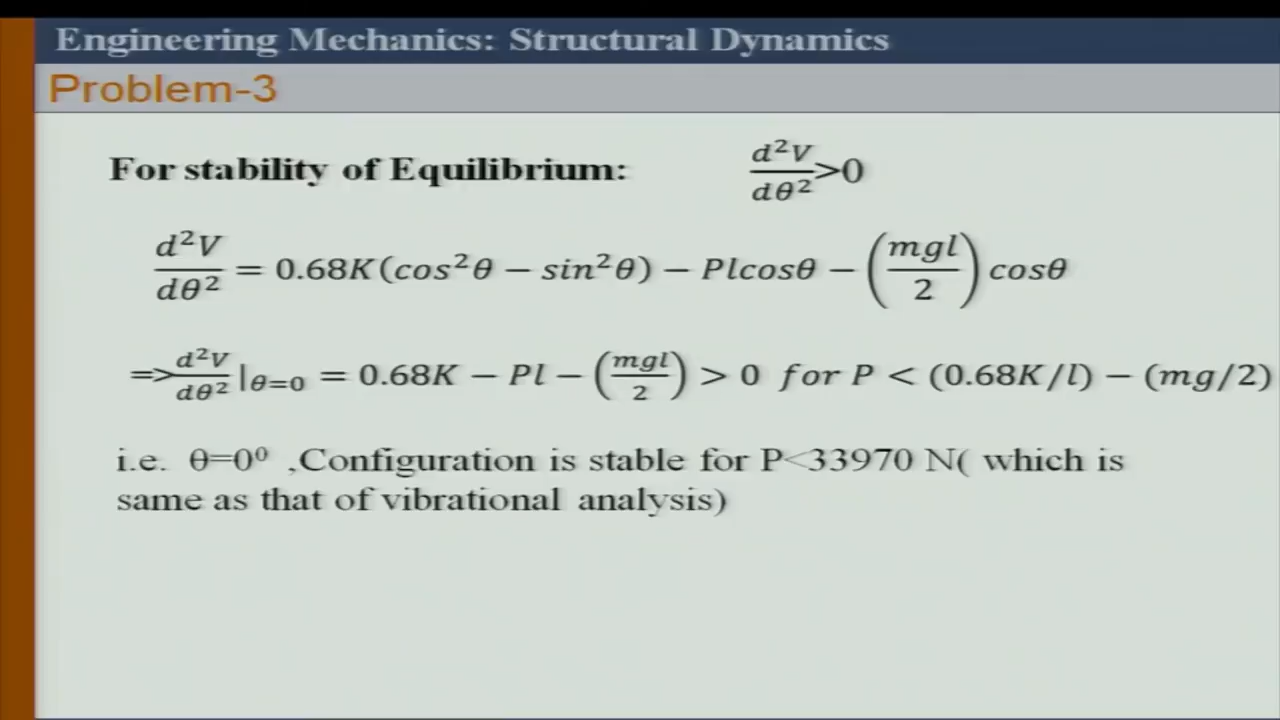 Engineering Mechanics: Structural Dynamics
Problem-3
For stability of Equilibrium: d²V/dθ²>0
d²V/dθ² = 0.68K(cos²θ − sin²θ) − Plcosθ − (mgl/2) cosθ
=>d²V/dθ²|θ=0 = 0.68K − Pl − (mgl/2) > 0 for P < (0.68K/l) − (mg/2)
i.e. θ=0⁰ ,Configuration is stable for P<33970 N( which is
same as that of vibrational analysis)